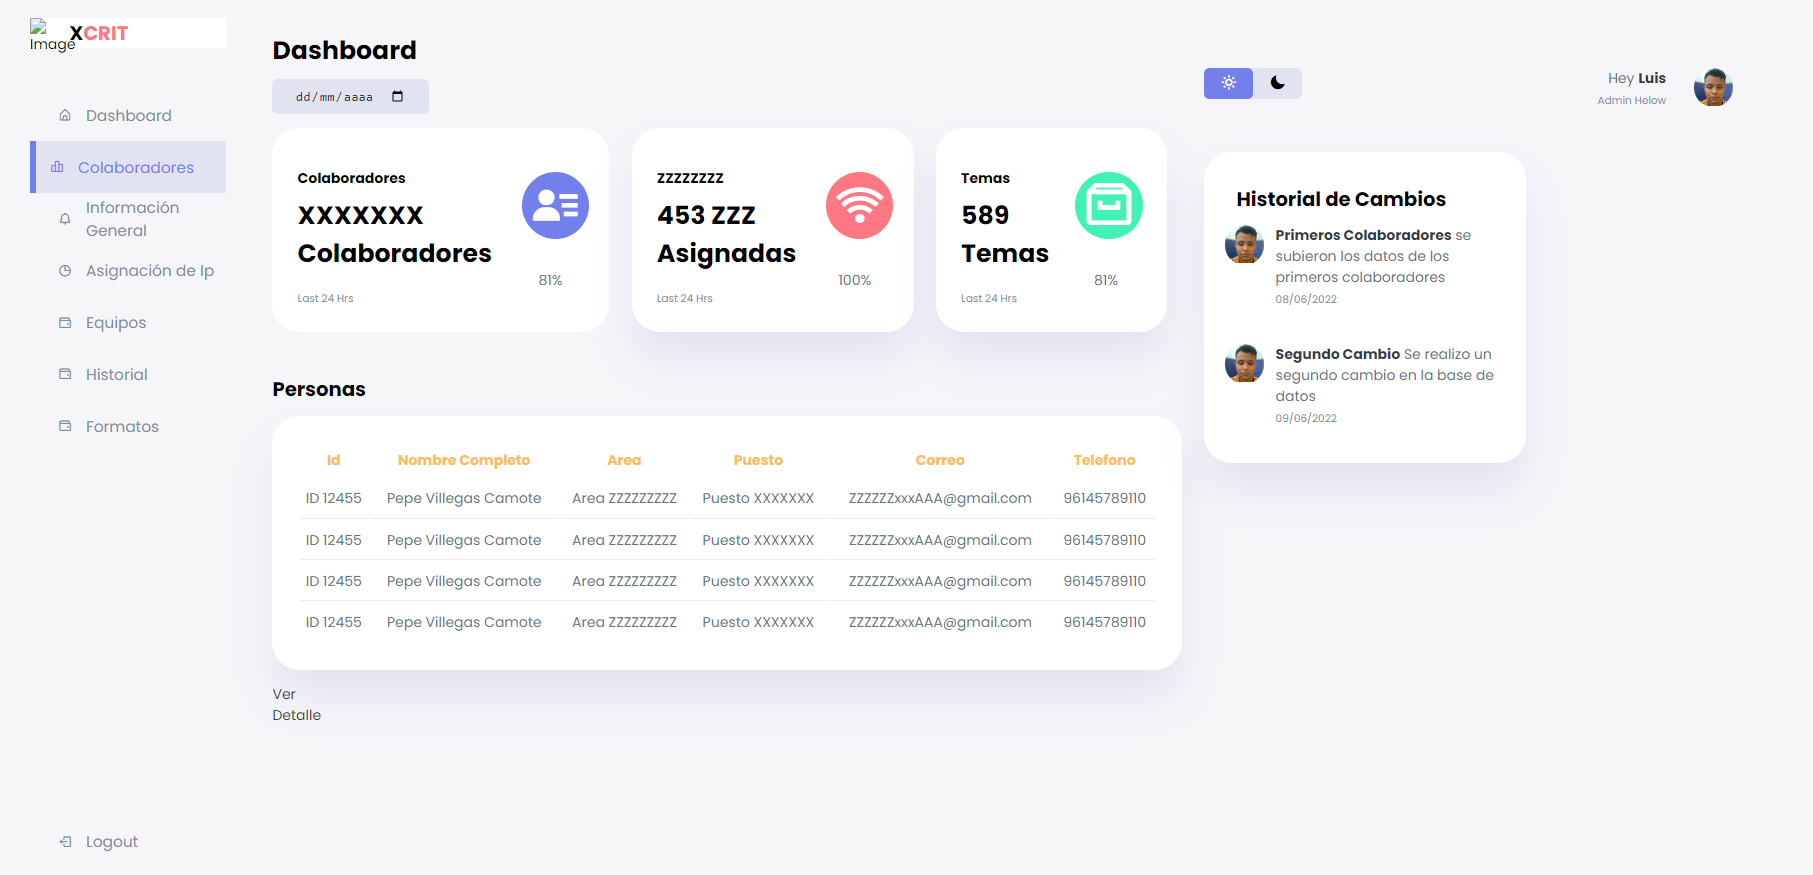 Image
XCRIT
Dashboard
Colaboradores
Información
General
Asignación de Ip
Equipos
Historial
Formatos
Logout
Dashboard
dd/mm/aaaa
Colaboradores
XXXXXXX
Colaboradores
81%
Last 24 Hrs
ZZZZZZZZ
453 ZZZ
Asignadas
100%
Last 24 Hrs
Temas
589
Temas
81%
Last 24 Hrs
Personas
Id Nombre Completo Area Puesto Correo Telefono
ID 12455 Pepe Villegas Camote Area ZZZZZZZZZ Puesto XXXXXXX ZZZZZZxxxAAA@gmail.com 96145789110
ID 12455 Pepe Villegas Camote Area ZZZZZZZZZ Puesto XXXXXXX ZZZZZZxxxAAA@gmail.com 96145789110
ID 12455 Pepe Villegas Camote Area ZZZZZZZZZ Puesto XXXXXXX ZZZZZZxxxAAA@gmail.com 96145789110
ID 12455 Pepe Villegas Camote Area ZZZZZZZZZ Puesto XXXXXXX ZZZZZZxxxAAA@gmail.com 96145789110
Ver
Detalle
Hey Luis
Admin Helow
Historial de Cambios
Primeros Colaboradores se
subieron los datos de los
primeros colaboradores
08/06/2022
Segundo Cambio Se realizo un
segundo cambio en la base de
datos
09/06/2022